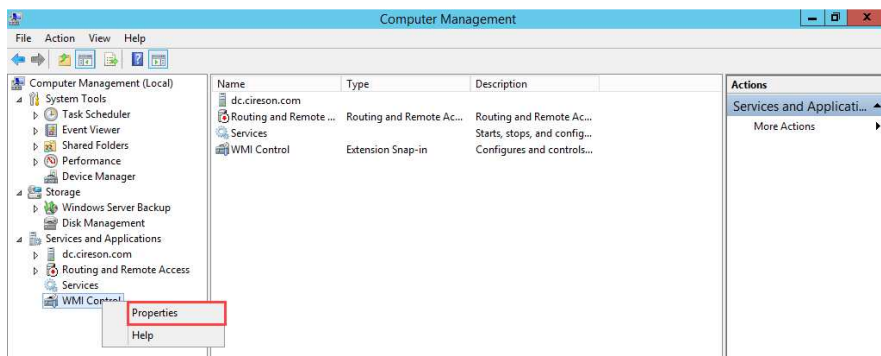 Computer Management
File Action View Help
Computer Management (Local)
System Tools
Task Scheduler
Event Viewer
Shared Folders
Performance
Device Manager
Storage
Windows Server Backup
Disk Management
Services and Applications
dc.cireson.com
Routing and Remote Access
Services
WMI Control
Properties
Help
Name Type Description
dc.cireson.com
Routing and Remote ... Routing and Remote Ac... Routing and Remote Ac...
Services Starts, stops, and config...
WMI Control Extension Snap-in Configures and controls...
Actions
Services and Applicati...
More Actions